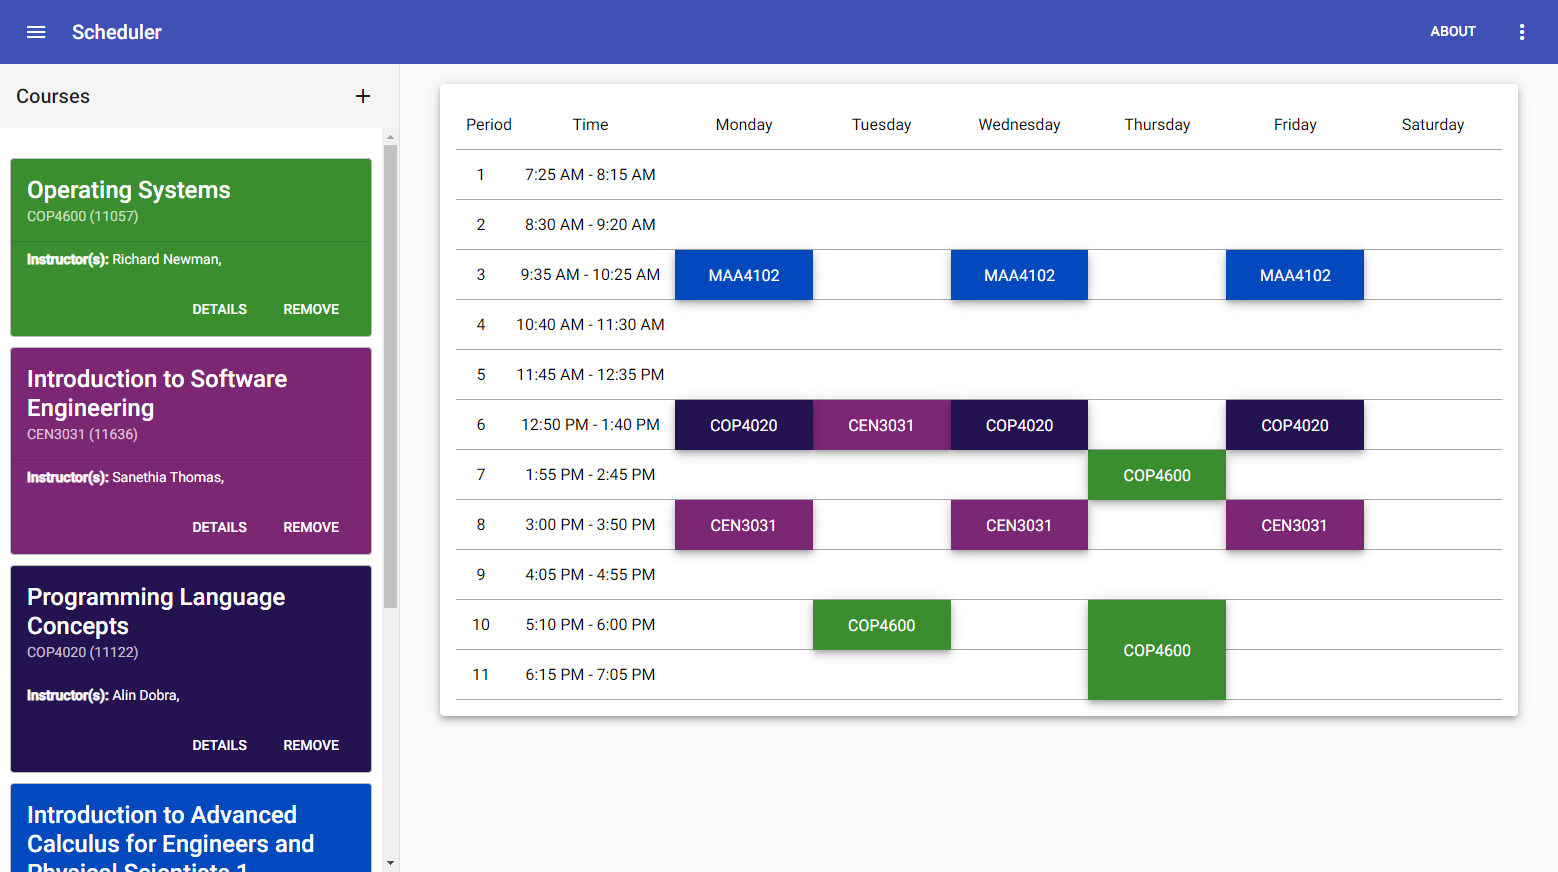 Scheduler
ABOUT
Courses
Operating Systems
COP4600 (11057)
Instructor(s): Richard Newman,
DETAILS REMOVE
Introduction to Software
Engineering
CEN3031 (11636)
Instructor(s): Sanethia Thomas,
DETAILS REMOVE
Programming Language
Concepts
COP4020 (11122)
Instructor(s): Alin Dobra,
DETAILS REMOVE
Introduction to Advanced
Calculus for Engineers and
Physical Scientists 1
Period Time Monday Tuesday Wednesday Thursday Friday Saturday
1 7:25 AM - 8:15 AM
2 8:30 AM - 9:20 AM
3 9:35 AM - 10:25 AM MAA4102 MAA4102 MAA4102
4 10:40 AM - 11:30 AM
5 11:45 AM - 12:35 PM
6 12:50 PM - 1:40 PM COP4020 CEN3031 COP4020 COP4020
7 1:55 PM - 2:45 PM COP4600
8 3:00 PM - 3:50 PM CEN3031 CEN3031 CEN3031
9 4:05 PM - 4:55 PM
10 5:10 PM - 6:00 PM COP4600
COP4600
11 6:15 PM - 7:05 PM